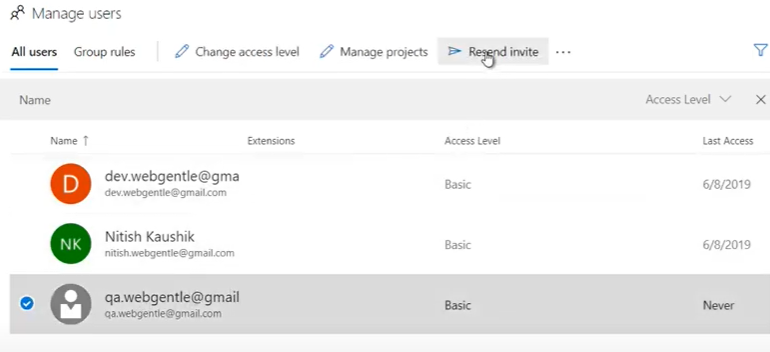 Manage users
All users Group rules Change access level Manage projects Resend invite ...
Name Access Level
Name ↑ Extensions Access Level Last Access
D dev.webgentle@gma Basic 6/8/2019
dev.webgentle@gmail.com
NK Nitish Kaushik Basic 6/8/2019
nitish.webgentle@gmail.com
qa.webgentle@gmail Basic Never
qa.webgentle@gmail.com